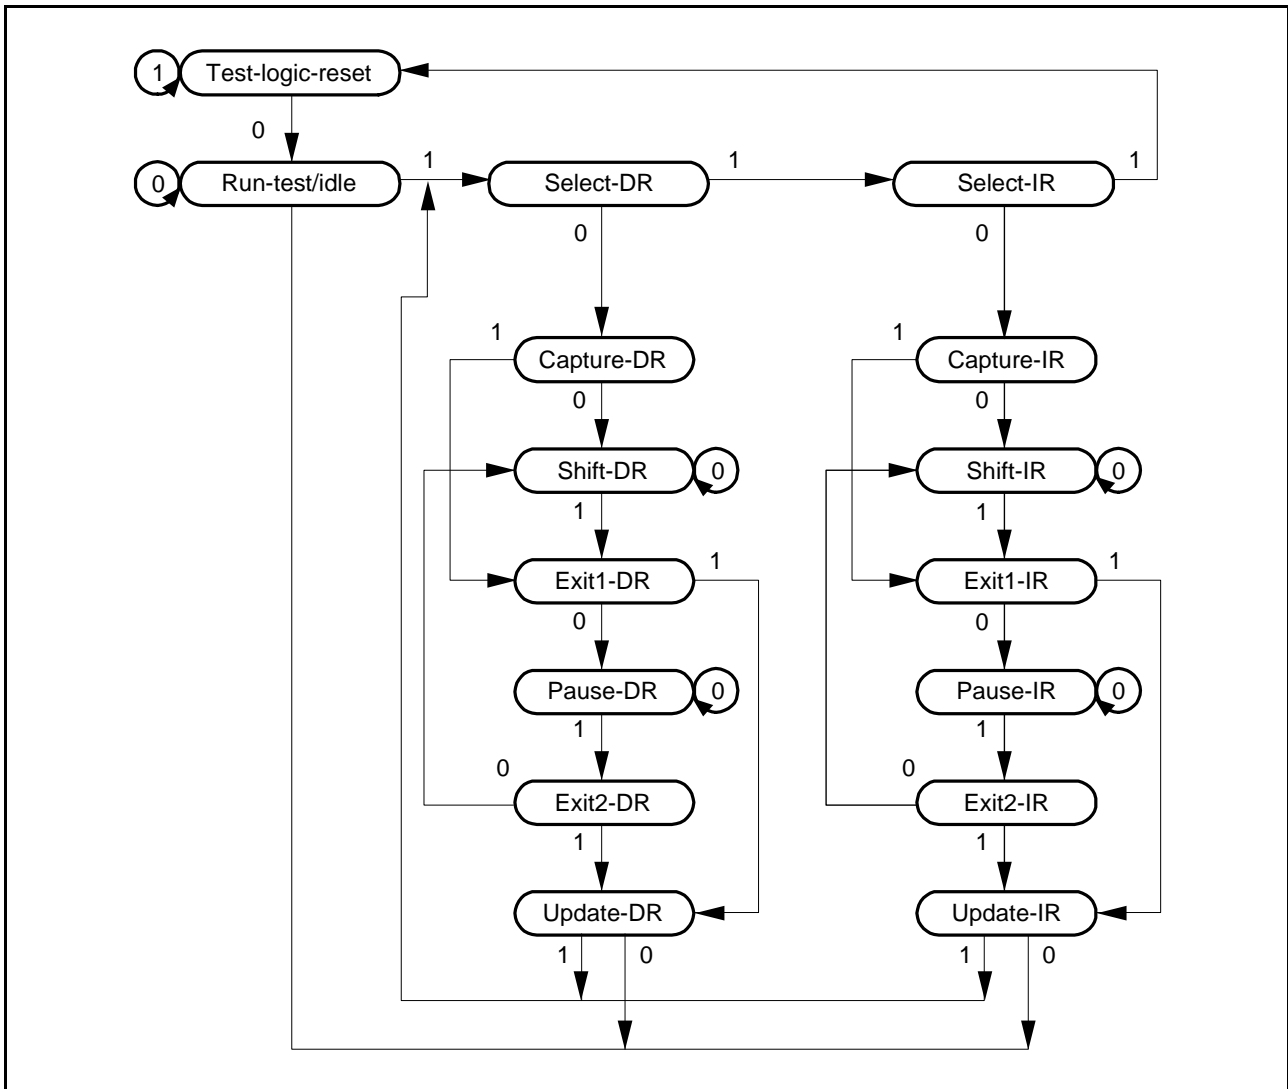 1 Test-logic-reset
0
0 Run-test/idle 1 Select-DR 1 Select-IR 1
0 0
1 1
Capture-DR Capture-IR
0 0
Shift-DR 0 Shift-IR 0
1 1
Exit1-DR 1 Exit1-IR 1
0 0
Pause-DR 0 Pause-IR 0
1 1
0 0
Exit2-DR Exit2-IR
1 1
Update-DR Update-IR
1 0 1 0